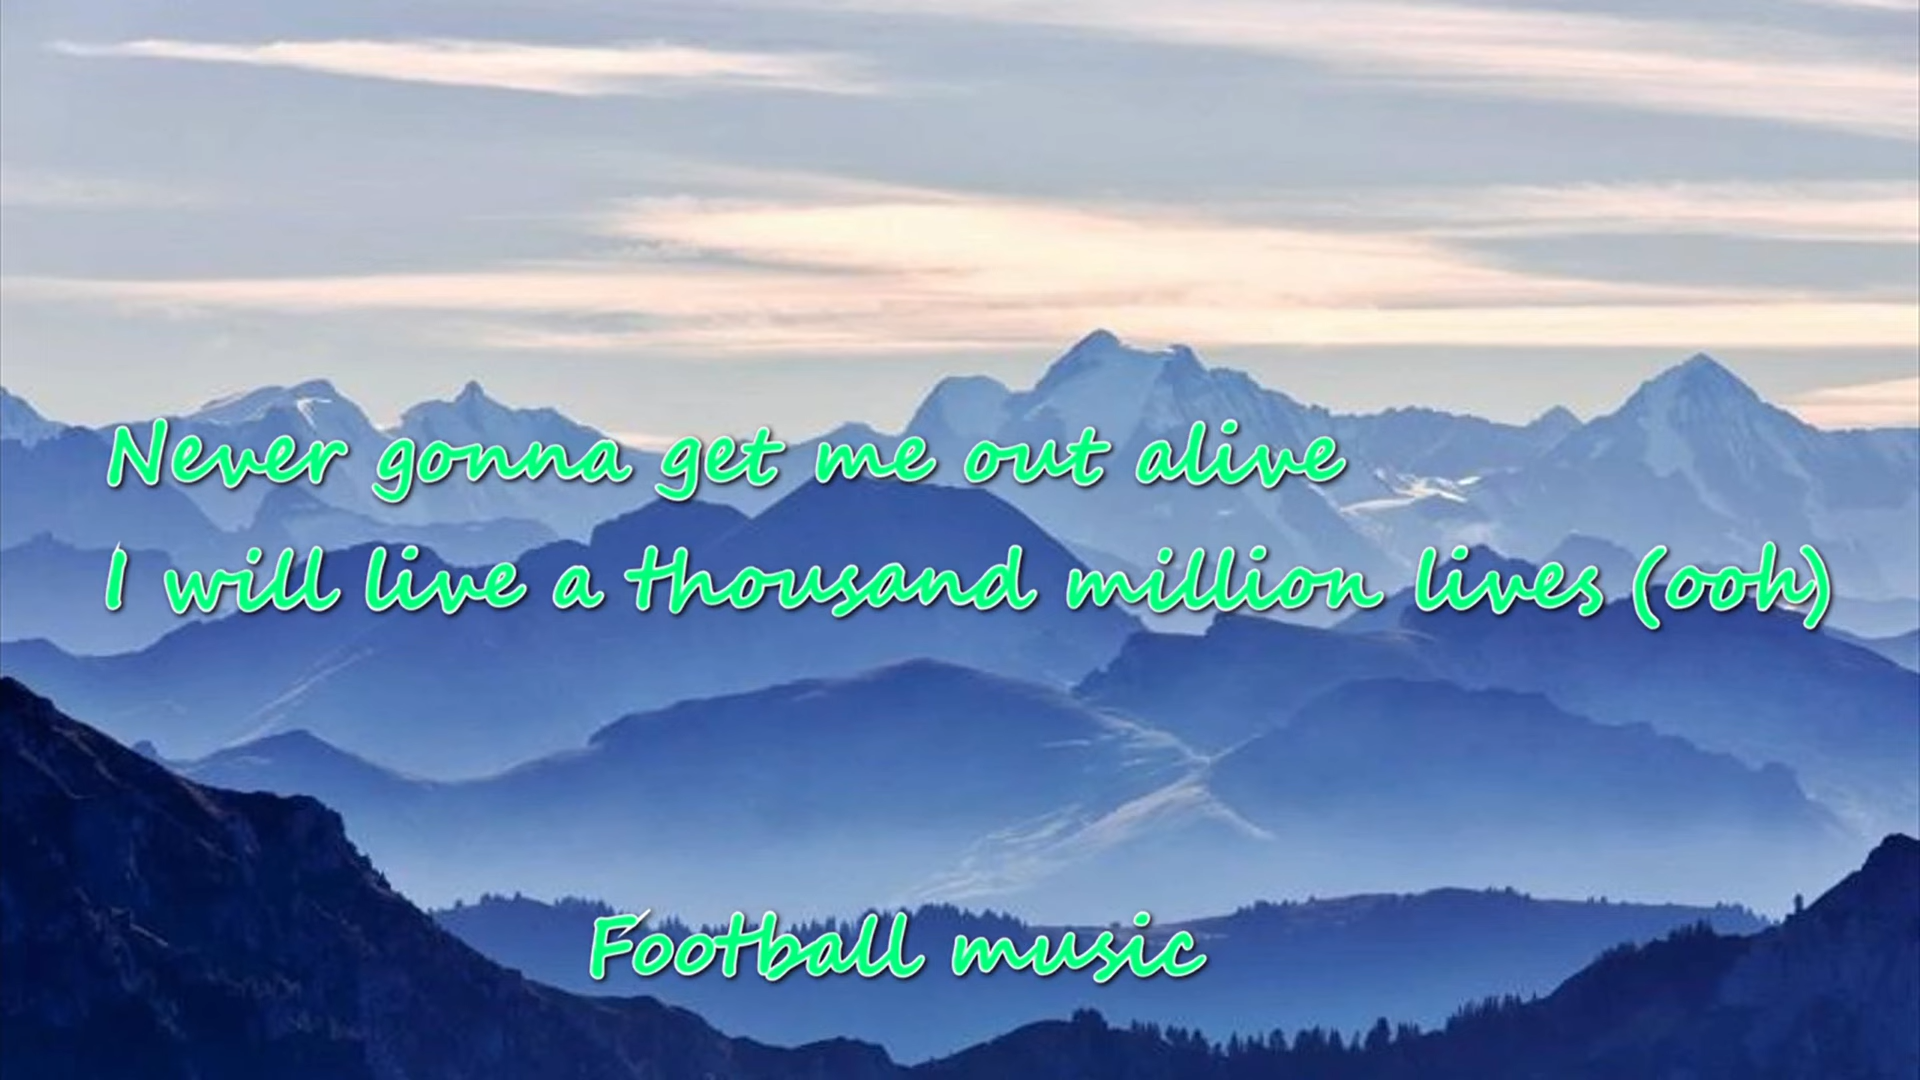 Never gonna get me out alive
I will live a thousand million lives (ooh)
Football music